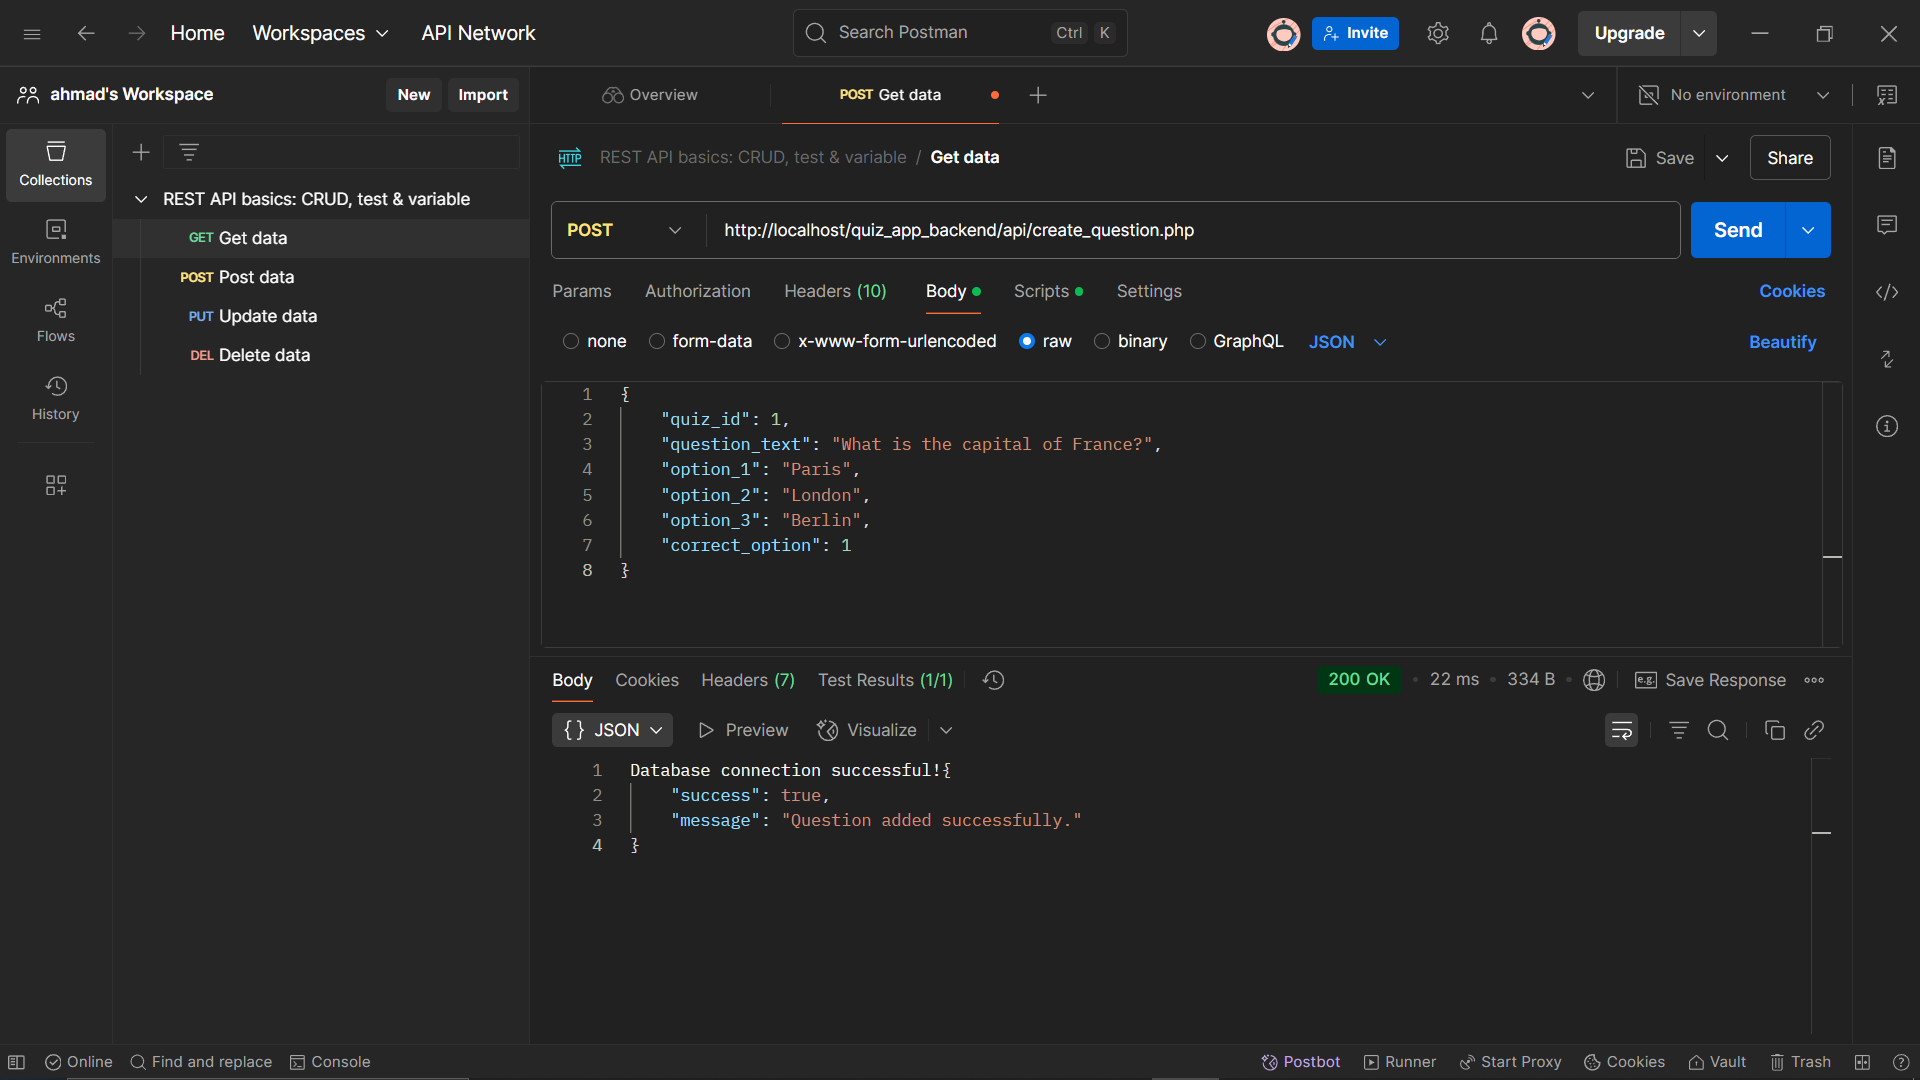 Home Workspaces API Network Search Postman Ctrl K Invite Upgrade
ahmad's Workspace New Import Overview POST Get data No environment
Collections
Environments
Flows
History
REST API basics: CRUD, test & variable
GET Get data
POST Post data
PUT Update data
DEL Delete data
HTTP REST API basics: CRUD, test & variable / Get data Save Share
POST http://localhost/quiz_app_backend/api/create_question.php Send
Params Authorization Headers (10) Body Scripts Settings Cookies
none form-data x-www-form-urlencoded raw binary GraphQL JSON Beautify
1 {
2 "quiz_id": 1,
3 "question_text": "What is the capital of France?",
4 "option_1": "Paris",
5 "option_2": "London",
6 "option_3": "Berlin",
7 "correct_option": 1
8 }
Body Cookies Headers (7) Test Results (1/1) 200 OK 22 ms 334 B e.g. Save Response
{} JSON Preview Visualize
1 Database connection successful!{
2 "success": true,
3 "message": "Question added successfully."
4 }
Online Find and replace Console Postbot Runner Start Proxy Cookies Vault Trash